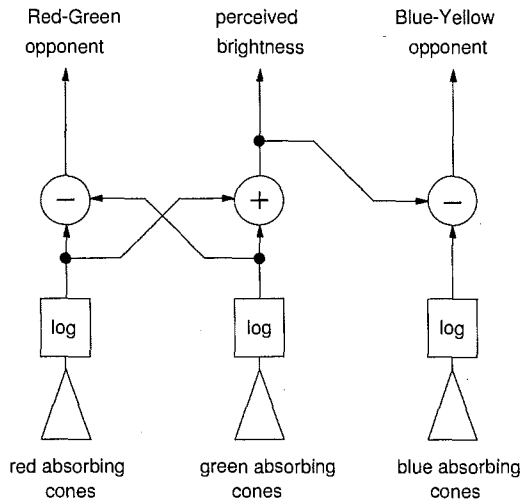 Red-Green
opponent
perceived
brightness
Blue-Yellow
opponent
−
+
−
log
log
log
red absorbing
cones
green absorbing
cones
blue absorbing
cones